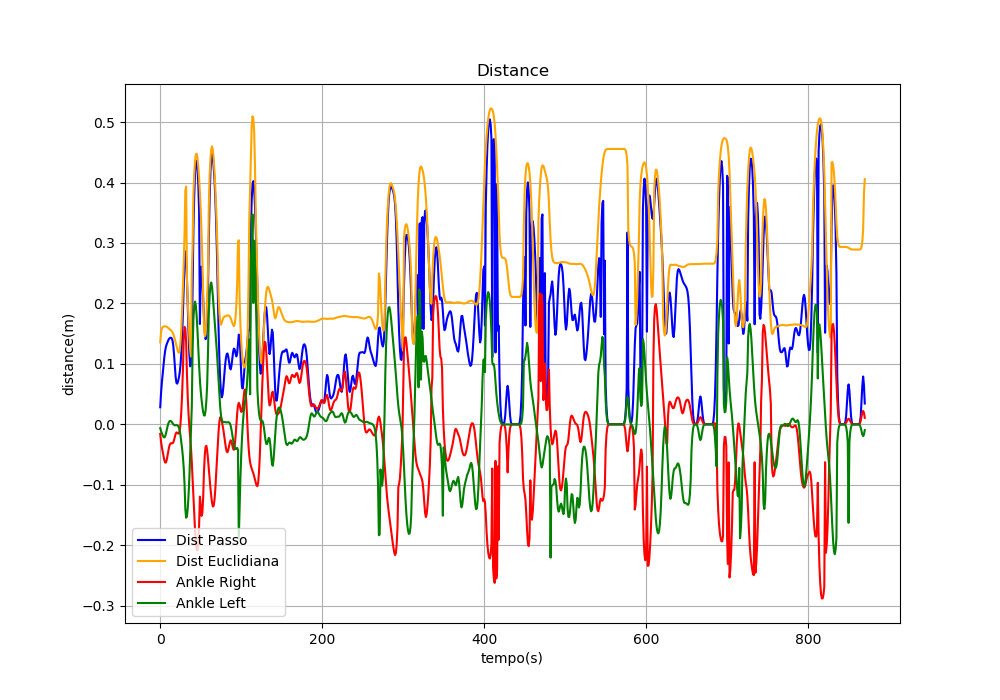 Distance
0.5
0.4
0.3
0.2
0.1
0.0
−0.1
−0.2
−0.3
distance(m)
Dist Passo
Dist Euclidiana
Ankle Right
Ankle Left
0 200 400 600 800
tempo(s)